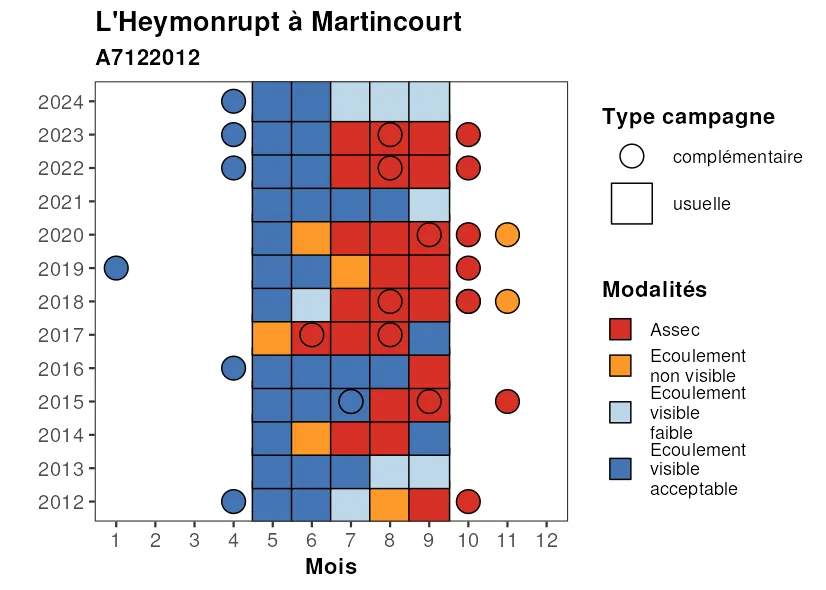 L'Heymonrupt à Martincourt
A7122012
2024
2023
2022
2021
2020
2019
2018
2017
2016
2015
2014
2013
2012
1 2 3 4 5 6 7 8 9 10 11 12
Mois
Type campagne
complémentaire
usuelle
Modalités
Assec
Ecoulement
non visible
Ecoulement
visible
faible
Ecoulement
visible
acceptable